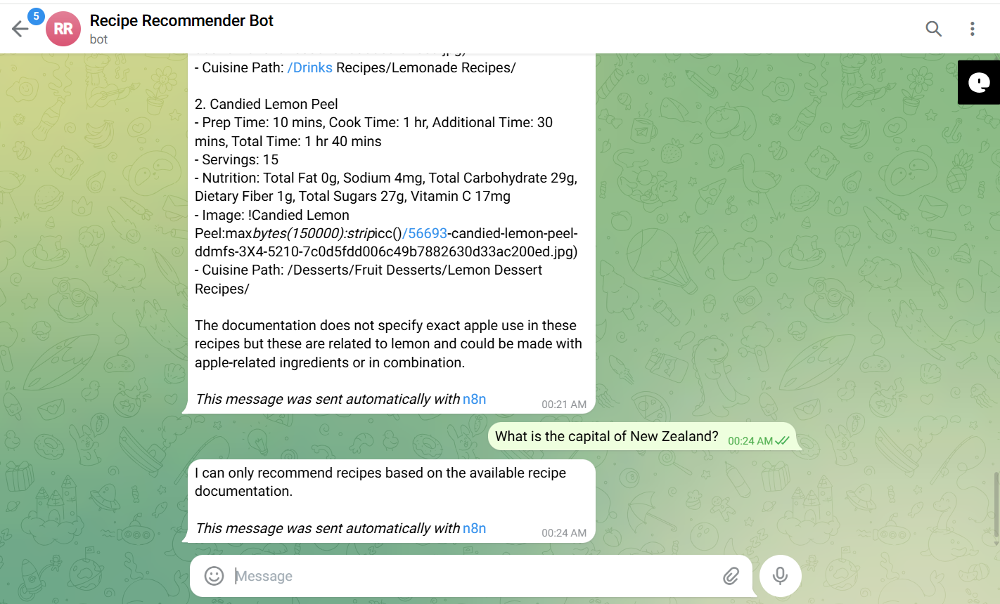 5
RR
Recipe Recommender Bot
bot
- Cuisine Path: /Drinks Recipes/Lemonade Recipes/
2. Candied Lemon Peel
- Prep Time: 10 mins, Cook Time: 1 hr, Additional Time: 30
mins, Total Time: 1 hr 40 mins
- Servings: 15
- Nutrition: Total Fat 0g, Sodium 4mg, Total Carbohydrate 29g,
Dietary Fiber 1g, Total Sugars 27g, Vitamin C 17mg
- Image: !Candied Lemon
Peel:maxbytes(150000):stripicc()/56693-candied-lemon-peel-
ddmfs-3X4-5210-7c0d5fdd006c49b7882630d33ac200ed.jpg)
- Cuisine Path: /Desserts/Fruit Desserts/Lemon Dessert
Recipes/
The documentation does not specify exact apple use in these
recipes but these are related to lemon and could be made with
apple-related ingredients or in combination.
This message was sent automatically with n8n 00:21 AM
What is the capital of New Zealand? 00:24 AM
I can only recommend recipes based on the available recipe
documentation.
This message was sent automatically with n8n 00:24 AM
Message